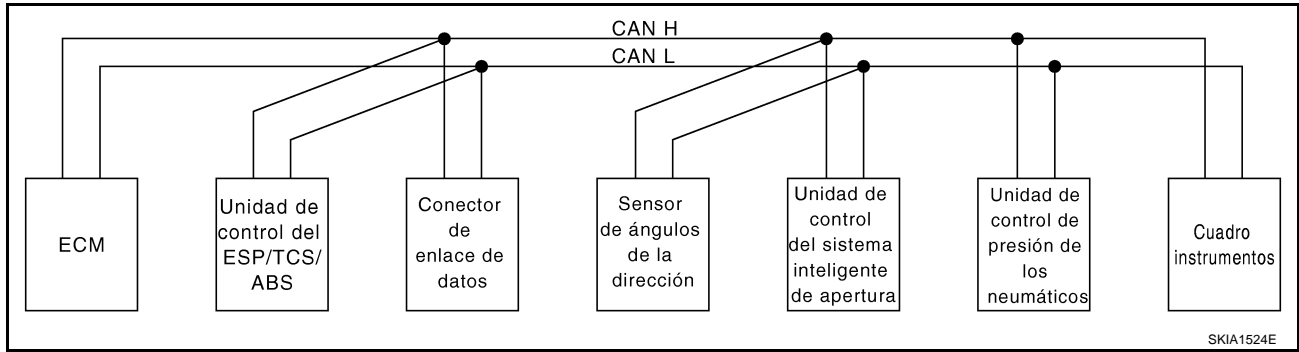 CAN H
CAN L
ECM
Unidad de
control del
ESP/TCS/
ABS
Conector
de
enlace de
datos
Sensor
de ángulos
de la
dirección
Unidad de
control
del sistema
inteligente
de apertura
Unidad de
control de
presión de
los
neumáticos
Cuadro
instrumentos
SKIA1524E